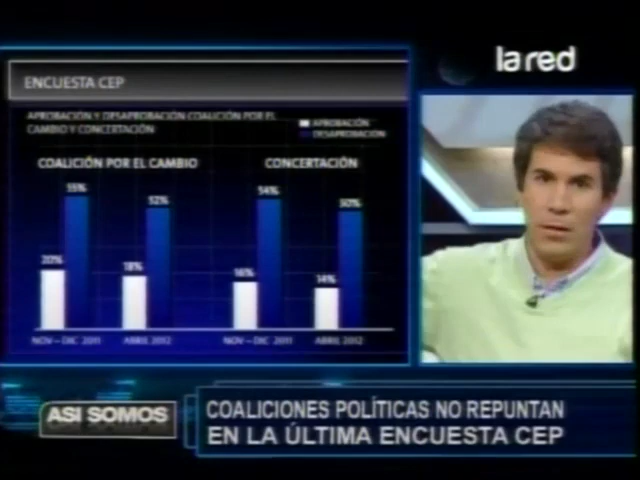 la red
ENCUESTA CEP
APROBACIÓN Y DESAPROBACIÓN COALICIÓN POR EL
CAMBIO Y CONCERTACIÓN
APROBACIÓN
DESAPROBACIÓN
COALICIÓN POR EL CAMBIO
CONCERTACIÓN
55%
52%
54%
50%
20%
18%
16%
14%
NOV – DIC 2011
ABRIL 2012
NOV – DIC 2011
ABRIL 2012
ASI SOMOS
COALICIONES POLÍTICAS NO REPUNTAN
EN LA ÚLTIMA ENCUESTA CEP